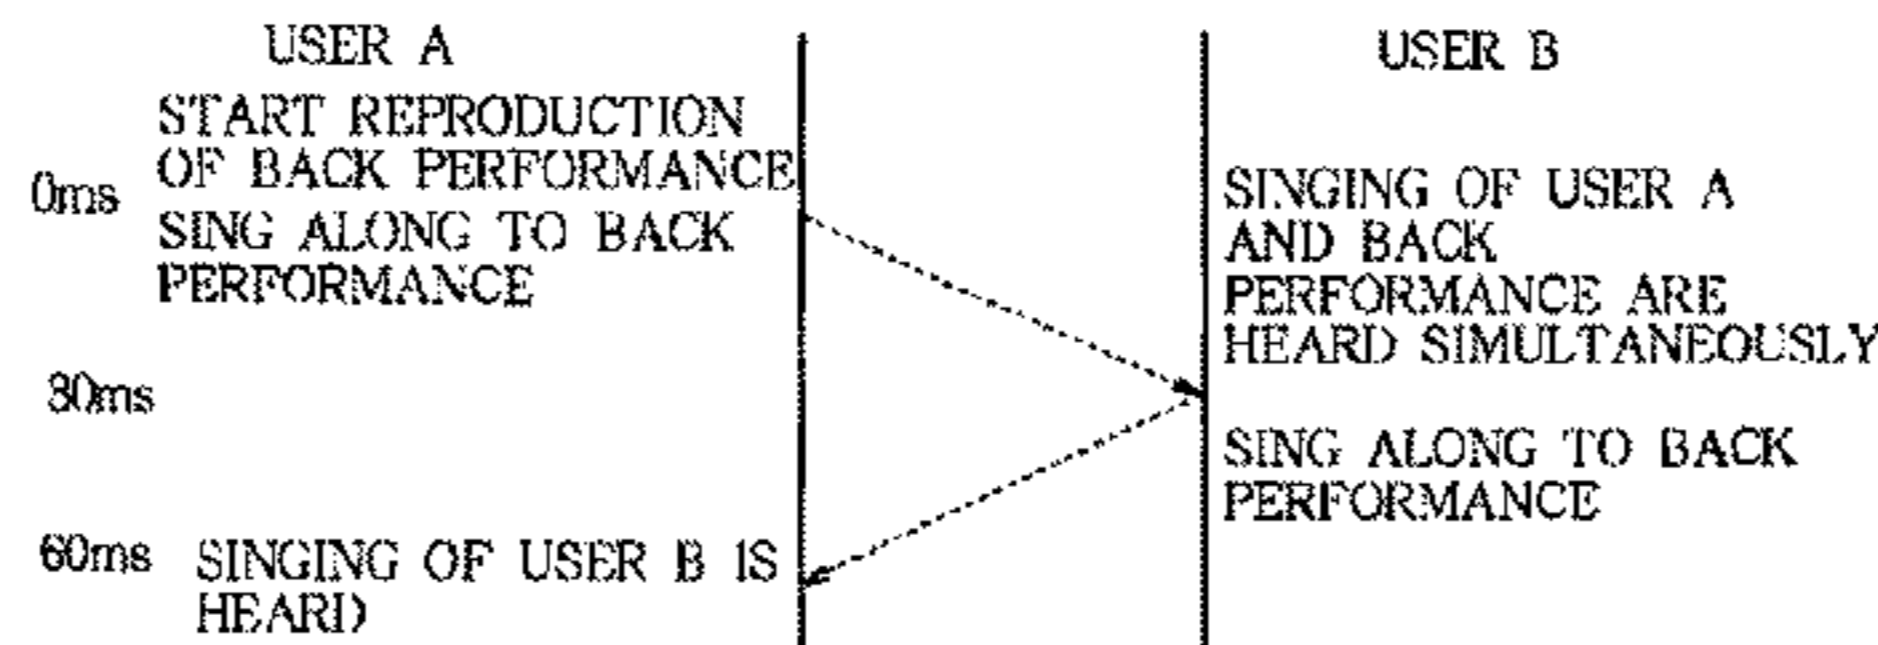 USER A
START REPRODUCTION
OF BACK PERFORMANCE
0ms
SING ALONG TO BACK
PERFORMANCE
30ms
60ms
SINGING OF USER B IS
HEARD
USER B
SINGING OF USER A
AND BACK
PERFORMANCE ARE
HEARD SIMULTANEOUSLY
SING ALONG TO BACK
PERFORMANCE